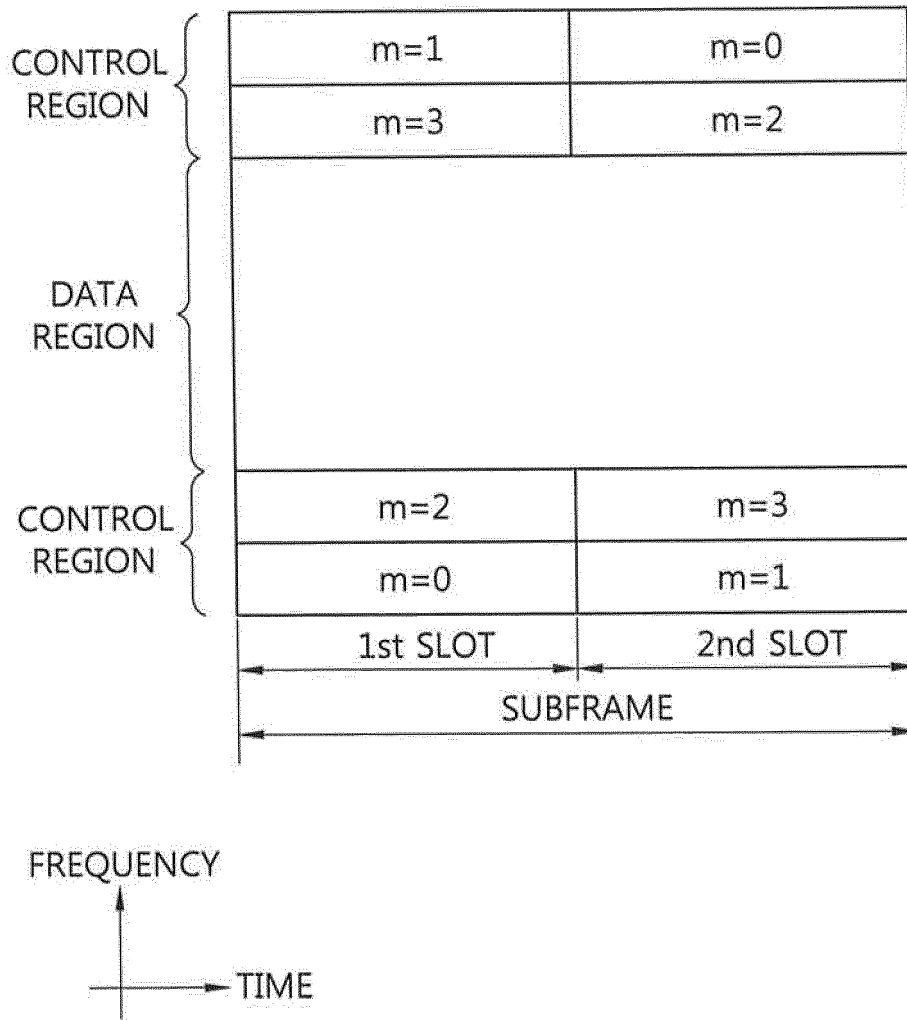 CONTROL REGION
m=1 m=0
m=3 m=2
DATA REGION
CONTROL REGION
m=2 m=3
m=0 m=1
1st SLOT 2nd SLOT
SUBFRAME
FREQUENCY
TIME